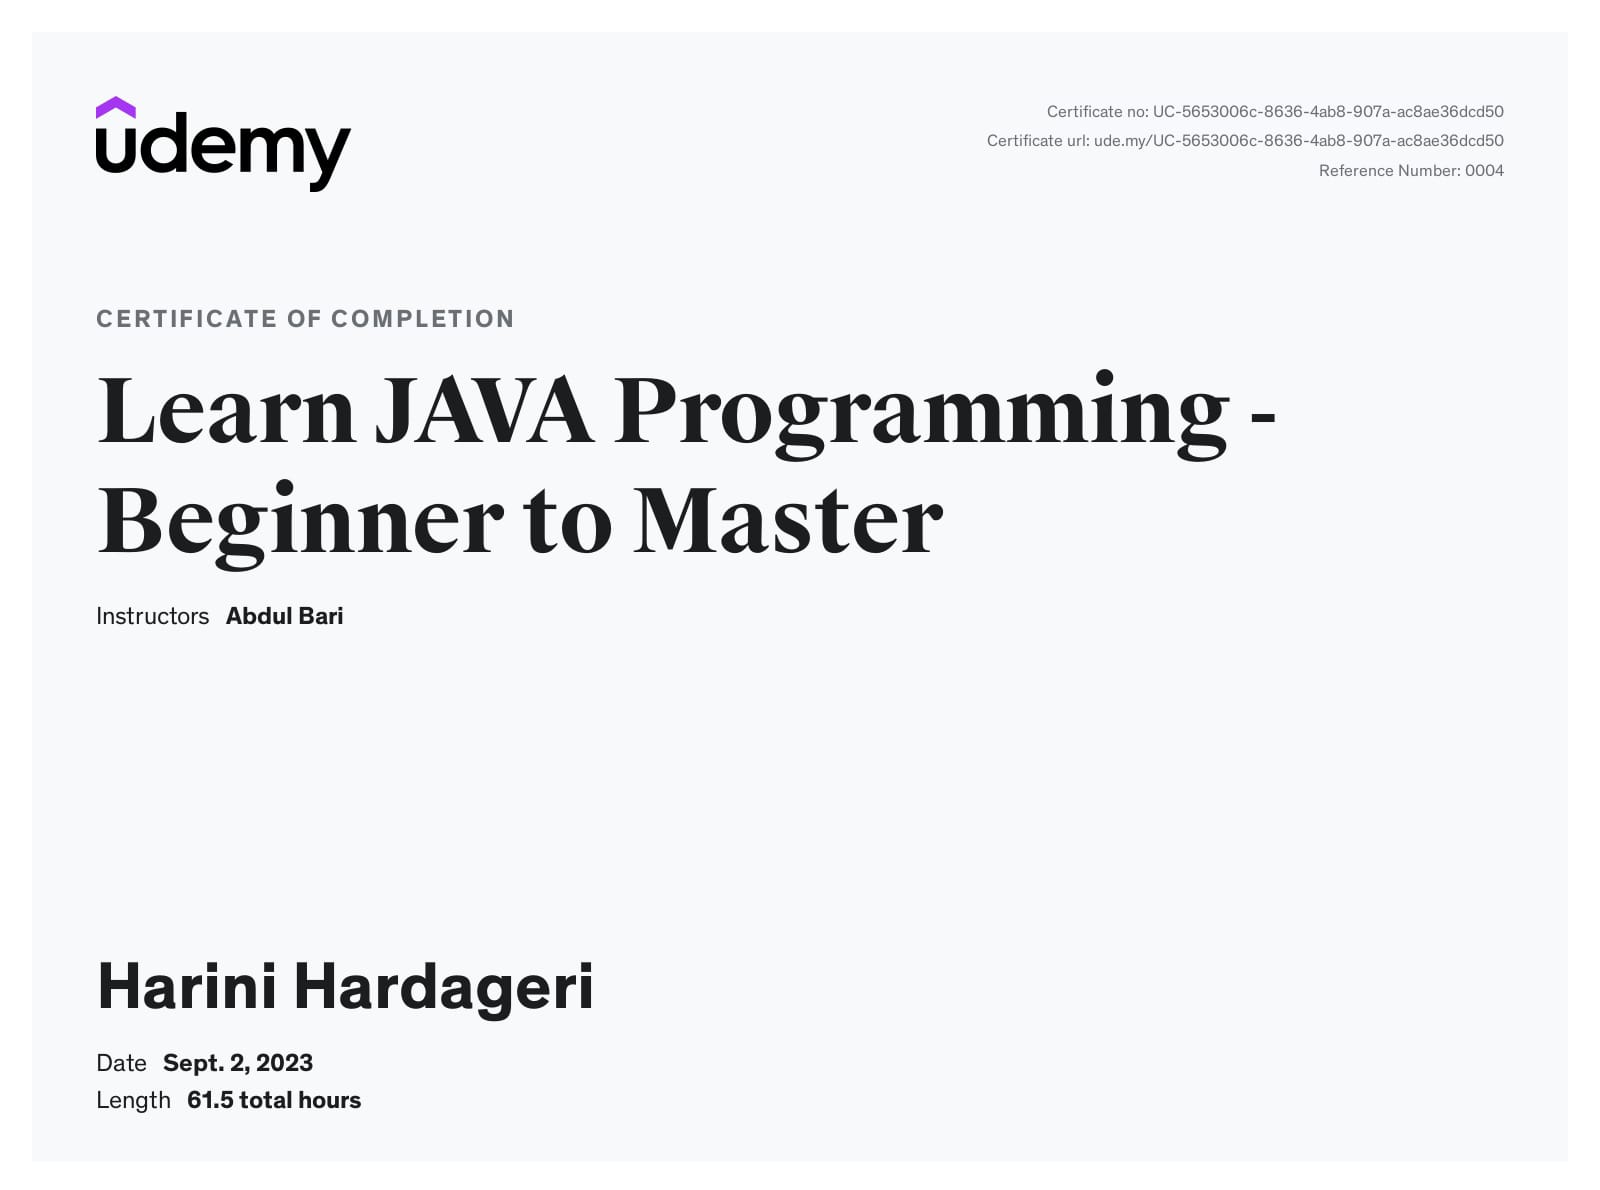 udemy
Certificate no: UC-5653006c-8636-4ab8-907a-ac8ae36dcd50
Certificate url: ude.my/UC-5653006c-8636-4ab8-907a-ac8ae36dcd50
Reference Number: 0004
CERTIFICATE OF COMPLETION
Learn JAVA Programming -
Beginner to Master
Instructors Abdul Bari
Harini Hardageri
Date Sept. 2, 2023
Length 61.5 total hours